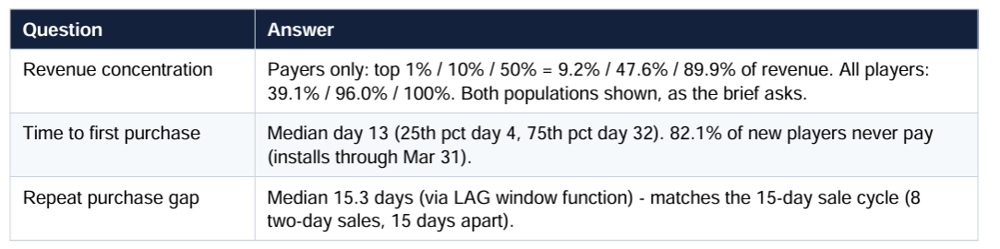 Question Answer
Revenue concentration Payers only: top 1% / 10% / 50% = 9.2% / 47.6% / 89.9% of revenue. All players:
39.1% / 96.0% / 100%. Both populations shown, as the brief asks.
Time to first purchase Median day 13 (25th pct day 4, 75th pct day 32). 82.1% of new players never pay
(installs through Mar 31).
Repeat purchase gap Median 15.3 days (via LAG window function) - matches the 15-day sale cycle (8
two-day sales, 15 days apart).